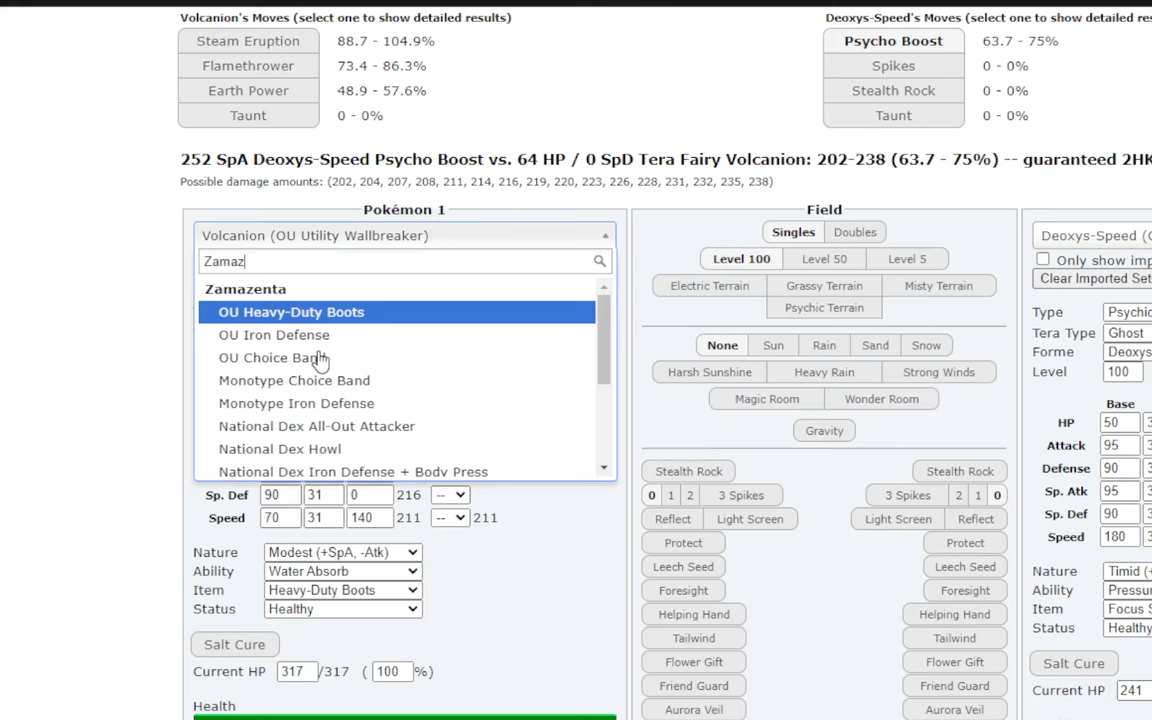 Volcanion's Moves (select one to show detailed results)
Steam Eruption 88.7 - 104.9%
Flamethrower 73.4 - 86.3%
Earth Power 48.9 - 57.6%
Taunt 0 - 0%
Deoxys-Speed's Moves (select one to show detailed res
Psycho Boost 63.7 - 75%
Spikes 0 - 0%
Stealth Rock 0 - 0%
Taunt 0 - 0%
252 SpA Deoxys-Speed Psycho Boost vs. 64 HP / 0 SpD Tera Fairy Volcanion: 202-238 (63.7 - 75%) -- guaranteed 2HK
Possible damage amounts: (202, 204, 207, 208, 211, 214, 216, 219, 220, 223, 226, 228, 231, 232, 235, 238)
Pokémon 1
Volcanion (OU Utility Wallbreaker)
Zamaz
Zamazenta
OU Heavy-Duty Boots
OU Iron Defense
OU Choice Band
Monotype Choice Band
Monotype Iron Defense
National Dex All-Out Attacker
National Dex Howl
National Dex Iron Defense + Body Press
Sp. Def 90 31 0 216 --
Speed 70 31 140 211 -- 211
Nature Modest (+SpA, -Atk)
Ability Water Absorb
Item Heavy-Duty Boots
Status Healthy
Salt Cure
Current HP 317 /317 ( 100 %)
Health
Field
Singles Doubles
Level 100 Level 50 Level 5
Electric Terrain Grassy Terrain Misty Terrain
Psychic Terrain
None Sun Rain Sand Snow
Harsh Sunshine Heavy Rain Strong Winds
Magic Room Wonder Room
Gravity
Stealth Rock Stealth Rock
0 1 2 3 Spikes 3 Spikes 2 1 0
Reflect Light Screen Light Screen Reflect
Protect Protect
Leech Seed Leech Seed
Foresight Foresight
Helping Hand Helping Hand
Tailwind Tailwind
Flower Gift Flower Gift
Friend Guard Friend Guard
Aurora Veil Aurora Veil
Deoxys-Speed (
Only show imp
Clear Imported Set
Type Psychic
Tera Type Ghost
Forme Deoxys
Level 100
Base
HP 50 3
Attack 95 3
Defense 90 3
Sp. Atk 95 3
Sp. Def 90 3
Speed 180 3
Nature Timid (+
Ability Pressu
Item Focus S
Status Healthy
Salt Cure
Current HP 241